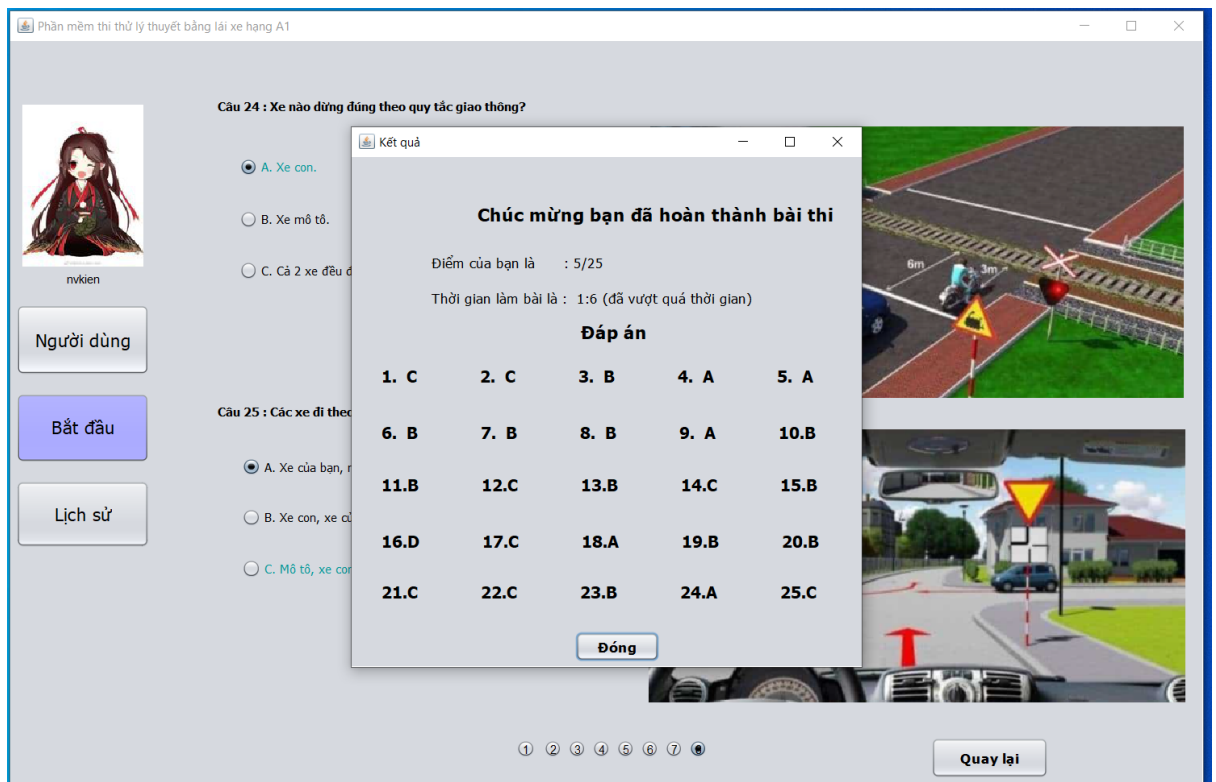 Phần mềm thi thử lý thuyết bằng lái xe hạng A1
nvkien
Người dùng
Bắt đầu
Lịch sử
Câu 24 : Xe nào dừng đúng theo quy tắc giao thông?
A. Xe con.
B. Xe mô tô.
C. Cả 2 xe đều
6m
3m
Câu 25 : Các xe đi
A. Xe của bạn,
B. Xe con, xe
C. Mô tô, xe
Kết quả
Chúc mừng bạn đã hoàn thành bài thi
Điểm của bạn là : 5/25
Thời gian làm bài là : 1:6 (đã vượt quá thời gian)
Đáp án
1. C 2. C 3. B 4. A 5. A
6. B 7. B 8. B 9. A 10.B
11.B 12.C 13.B 14.C 15.B
16.D 17.C 18.A 19.B 20.B
21.C 22.C 23.B 24.A 25.C
Đóng
1 2 3 4 5 6 7 8
Quay lại